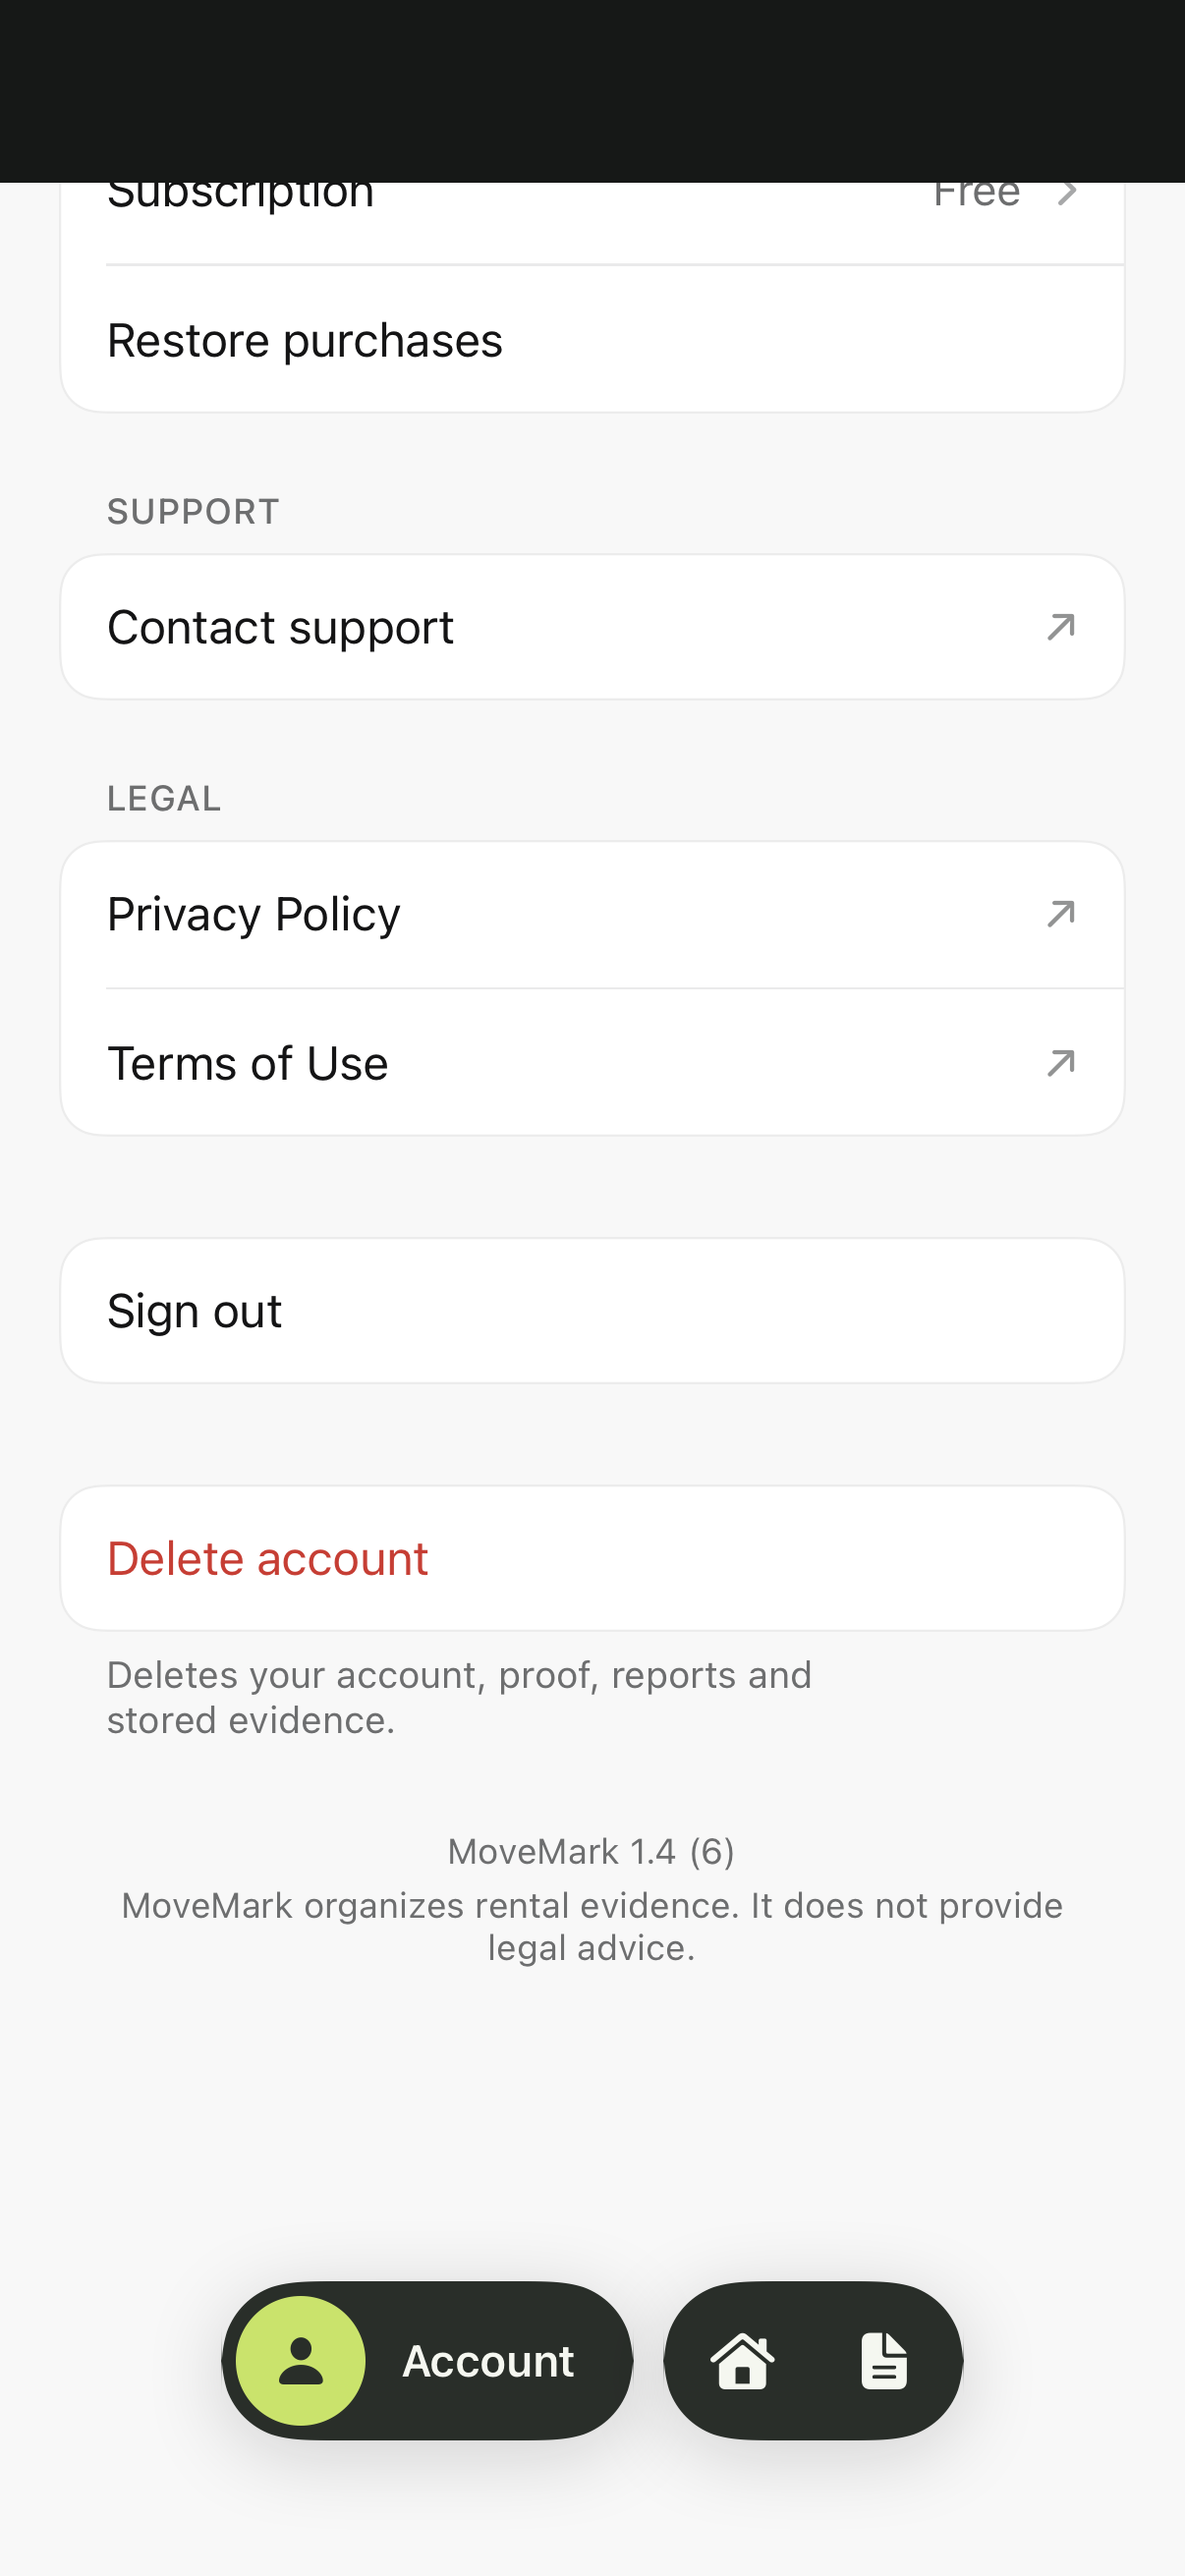 Subscription
Free
Restore purchases
SUPPORT
Contact support
LEGAL
Privacy Policy
Terms of Use
Sign out
Delete account
Deletes your account, proof, reports and
stored evidence.
MoveMark 1.4 (6)
MoveMark organizes rental evidence. It does not provide
legal advice.
Account